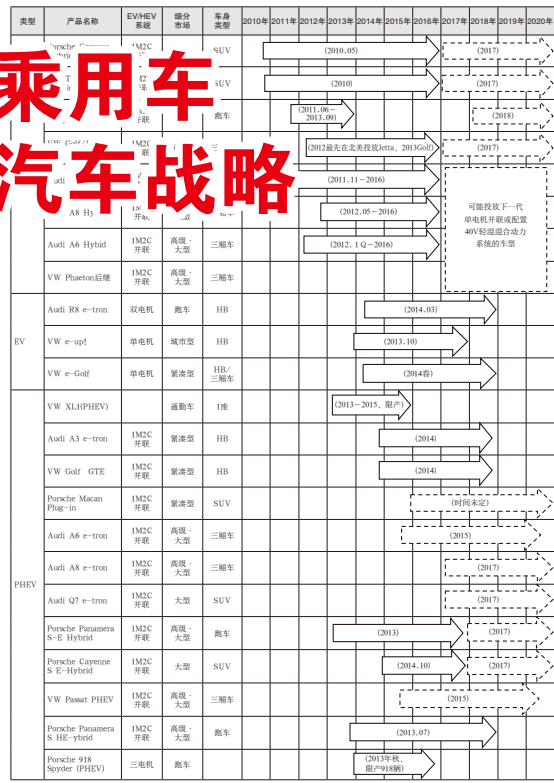 类型 产品名称 EV/HEV系统 细分市场 车身类型 2010年 2011年 2012年 2013年 2014年 2015年 2016年 2017年 2018年 2019年 2020年
乘用车
汽车战略
1M2C SUV (2010.05) (2017)
SUV (2010) (2017)
跑车 (2011.06-2013.09) (2018)
(2012最先在北美投放Jetta、2013Golf) (2017)
(2011.11-2016)
可能投放下一代
单电机并联或配置
40V轻混混合动力
系统的车型
A8 并联 大型 (2012.05-2016)
Audi A6 Hybid 1M2C并联 高级·大型 三厢车 (2012.1Q-2016)
VW Phaeton后继 1M2C并联 高级·大型 三厢车
EV
Audi R8 e-tron 双电机 跑车 HB (2014.03)
VW e-up! 单电机 城市型 HB (2013.10)
VW e-Golf 单电机 紧凑型 HB/三厢车 (2014春)
PHEV
VW XL1(PHEV) 通勤车 1座 (2013-2015、限产)
Audi A3 e-tron 1M2C并联 紧凑型 HB (2014)
VW Golf GTE 1M2C并联 紧凑型 HB (2014)
Porsche Macan Plug-in 1M2C并联 紧凑型 SUV (时间未定)
Audi A6 e-tron 1M2C并联 高级·大型 三厢车 (2015)
Audi A8 e-tron 1M2C并联 高级·大型 三厢车 (2017)
Audi Q7 e-tron 1M2C并联 大型 SUV (2017)
Porsche Panamera S-E Hybrid 1M2C并联 高级·大型 跑车 (2013) (2017)
Porsche Cayenne S E-Hybrid 1M2C并联 大型 SUV (2014.10) (2017)
VW Passat PHEV 1M2C并联 高级·大型 三厢车 (2015)
Porsche Panamera S HE-ybrid 1M2C并联 高级·大型 跑车 (2013.07)
Porsche 918 Spyder (PHEV) 三电机 跑车 (2013年秋、限产918辆)